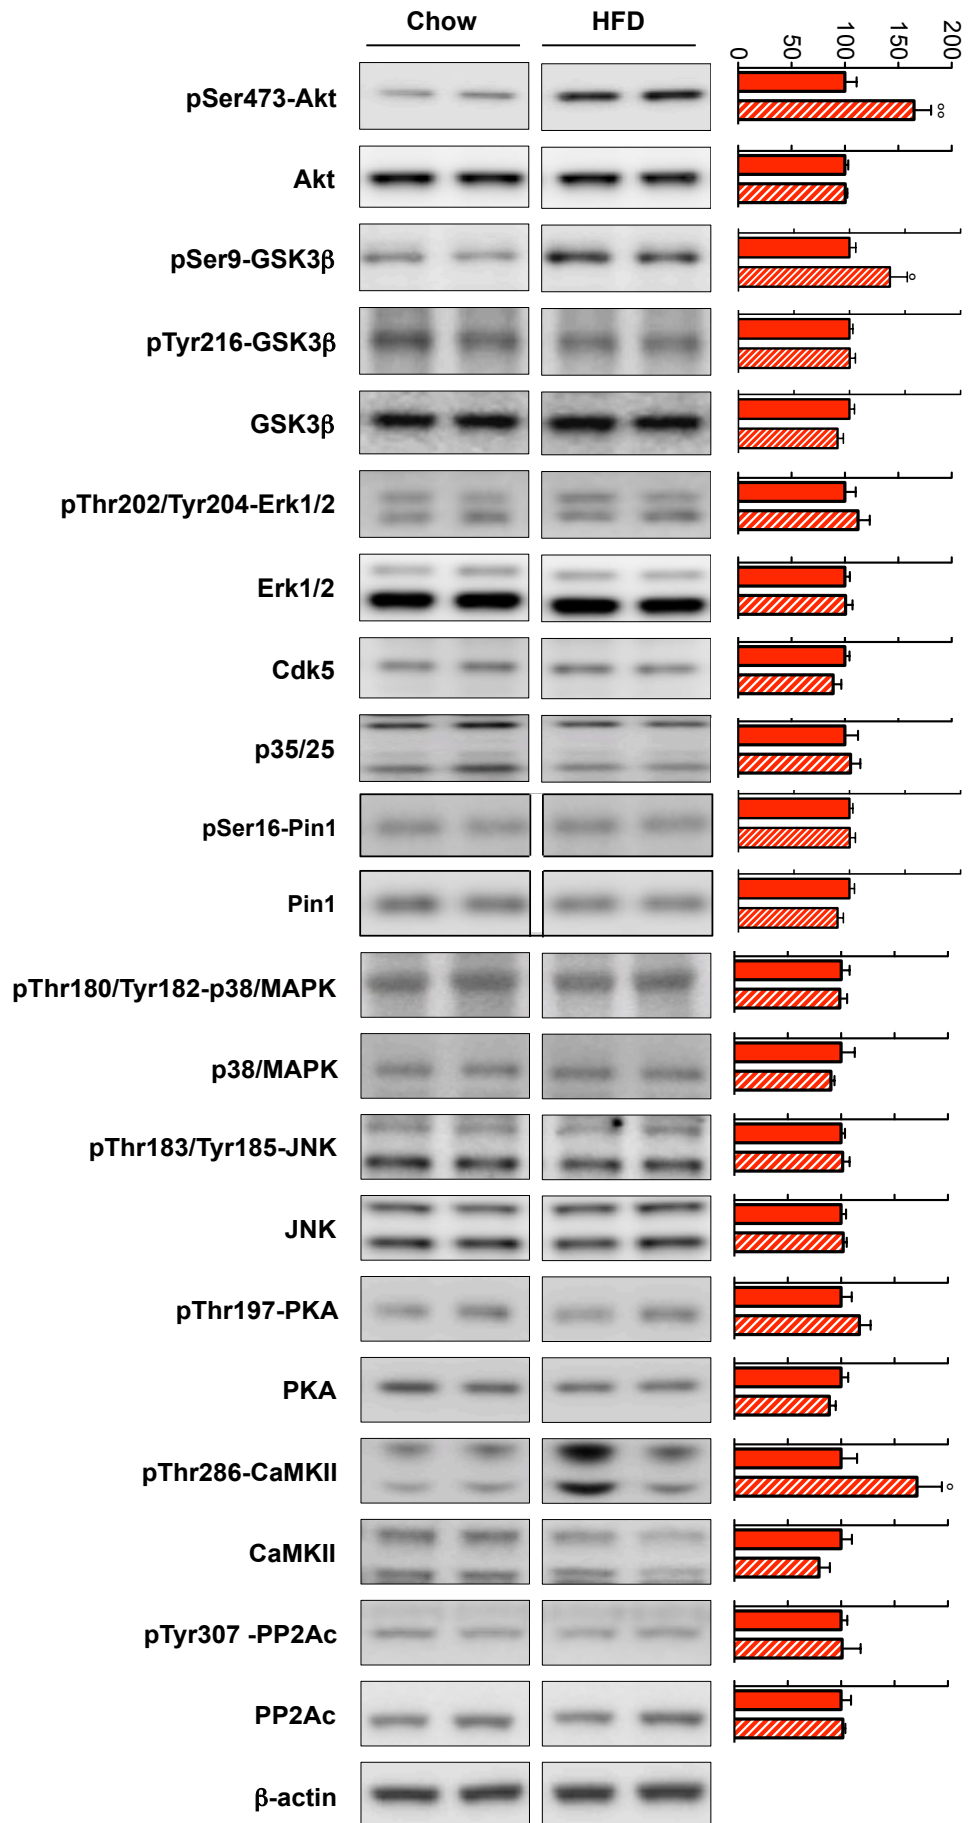 Chow HFD
0 50 100 150 200
pSer473-Akt
°°
Akt
pSer9-GSK3β
°
pTyr216-GSK3β
GSK3β
pThr202/Tyr204-Erk1/2
Erk1/2
Cdk5
p35/25
pSer16-Pin1
Pin1
pThr180/Tyr182-p38/MAPK
p38/MAPK
pThr183/Tyr185-JNK
JNK
pThr197-PKA
PKA
pThr286-CaMKII
°
CaMKII
pTyr307 -PP2Ac
PP2Ac
β-actin